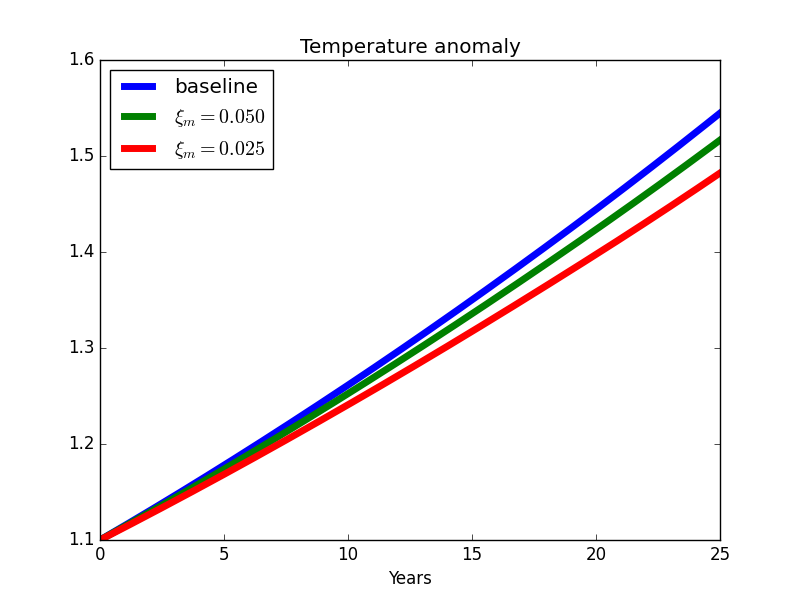 Temperature anomaly
1.6
baseline
ξₘ = 0.050
ξₘ = 0.025
1.5
1.4
1.3
1.2
1.1
0 5 10 15 20 25
Years